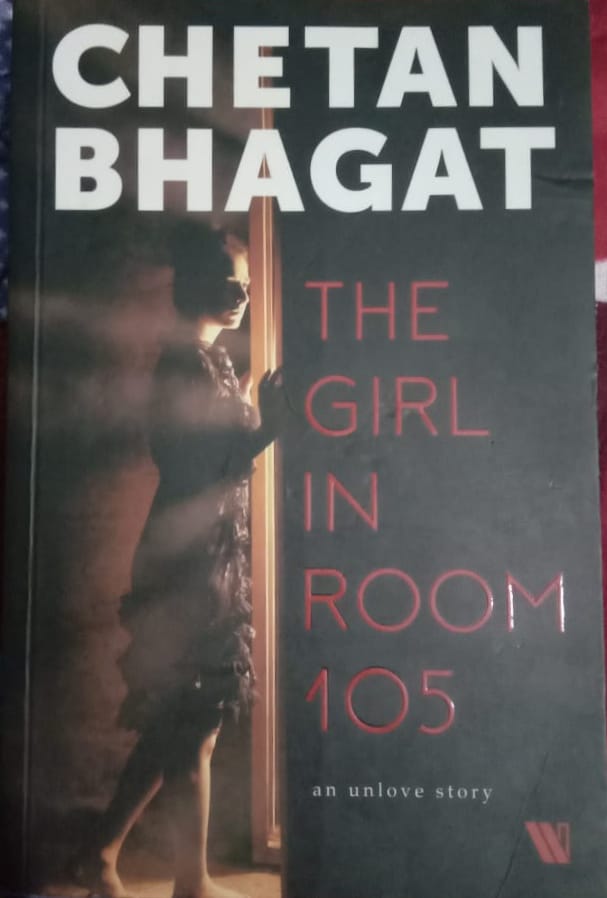 CHETAN
BHAGAT
THE
GIRL
IN
ROOM
105
an unlove story
W